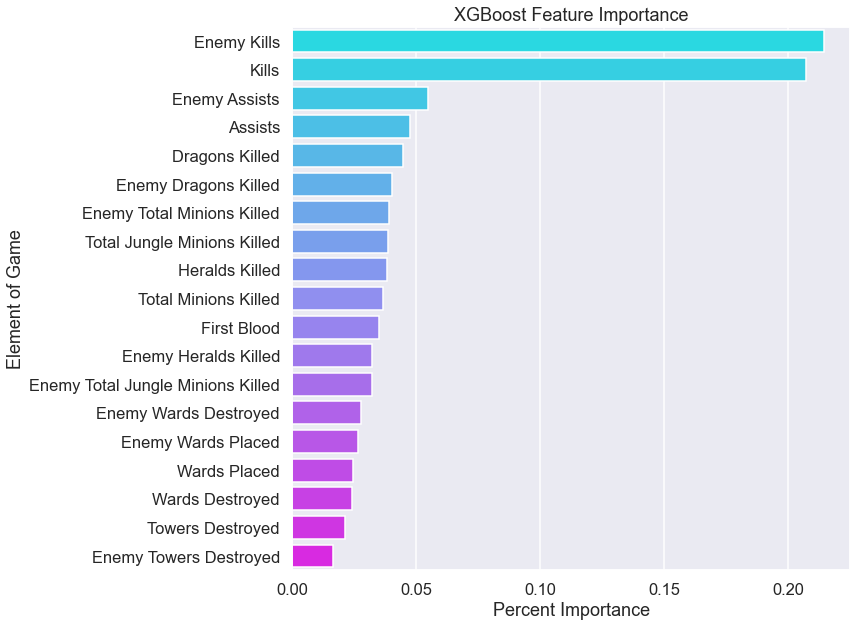 XGBoost Feature Importance
Enemy Kills
Kills
Enemy Assists
Assists
Dragons Killed
Enemy Dragons Killed
Enemy Total Minions Killed
Total Jungle Minions Killed
Heralds Killed
Total Minions Killed
First Blood
Enemy Heralds Killed
Enemy Total Jungle Minions Killed
Enemy Wards Destroyed
Enemy Wards Placed
Wards Placed
Wards Destroyed
Towers Destroyed
Enemy Towers Destroyed
Element of Game
0.00 0.05 0.10 0.15 0.20
Percent Importance